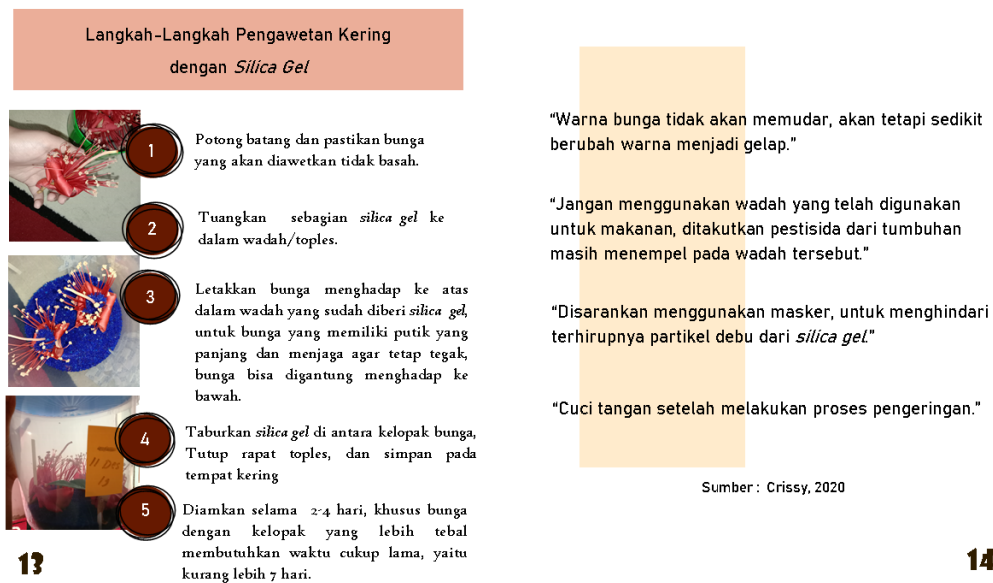 Langkah-Langkah Pengawetan Kering
dengan Silica Gel
1
Potong batang dan pastikan bunga
yang akan diawetkan tidak basah.
2
Tuangkan sebagian silica gel ke
dalam wadah/toples.
3
Letakkan bunga menghadap ke atas
dalam wadah yang sudah diberi silica gel,
untuk bunga yang memiliki putik yang
panjang dan menjaga agar tetap tegak,
bunga bisa digantung menghadap ke
bawah.
4
Taburkan silica gel di antara kelopak bunga,
Tutup rapat toples, dan simpan pada
tempat kering
5
Diamkan selama 2-4 hari, khusus bunga
dengan kelopak yang lebih tebal
membutuhkan waktu cukup lama, yaitu
kurang lebih 7 hari.
11 Des
13
“Warna bunga tidak akan memudar, akan tetapi sedikit
berubah warna menjadi gelap.”
“Jangan menggunakan wadah yang telah digunakan
untuk makanan, ditakutkan pestisida dari tumbuhan
masih menempel pada wadah tersebut.”
“Disarankan menggunakan masker, untuk menghindari
terhirupnya partikel debu dari silica gel.”
“Cuci tangan setelah melakukan proses pengeringan.”
Sumber : Crissy, 2020
14